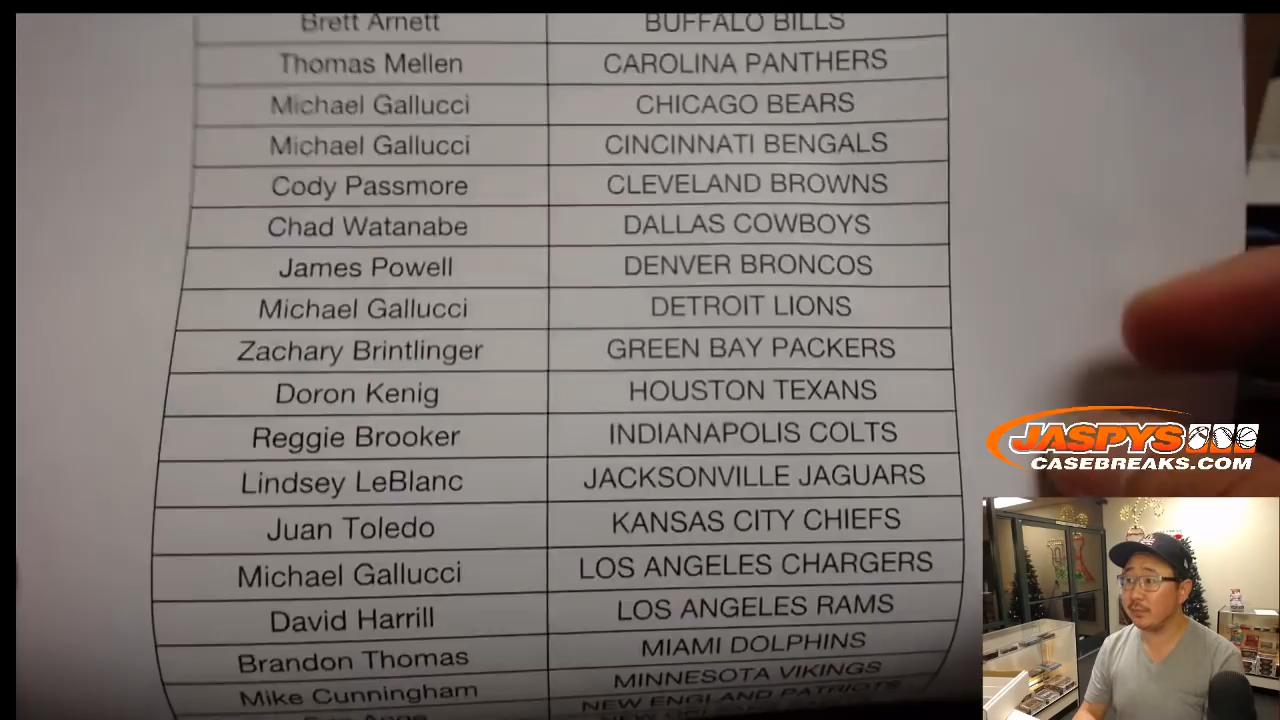 Brett Arnett BUFFALO BILLS
Thomas Mellen CAROLINA PANTHERS
Michael Gallucci CHICAGO BEARS
Michael Gallucci CINCINNATI BENGALS
Cody Passmore CLEVELAND BROWNS
Chad Watanabe DALLAS COWBOYS
James Powell DENVER BRONCOS
Michael Gallucci DETROIT LIONS
Zachary Brintlinger GREEN BAY PACKERS
Doron Kenig HOUSTON TEXANS
Reggie Brooker INDIANAPOLIS COLTS
Lindsey LeBlanc JACKSONVILLE JAGUARS
Juan Toledo KANSAS CITY CHIEFS
Michael Gallucci LOS ANGELES CHARGERS
David Harrill LOS ANGELES RAMS
Brandon Thomas MIAMI DOLPHINS
Mike Cunningham MINNESOTA VIKINGS
NEW ENGLAND PATRIOTS
JASPYS
CASEBREAKS.COM